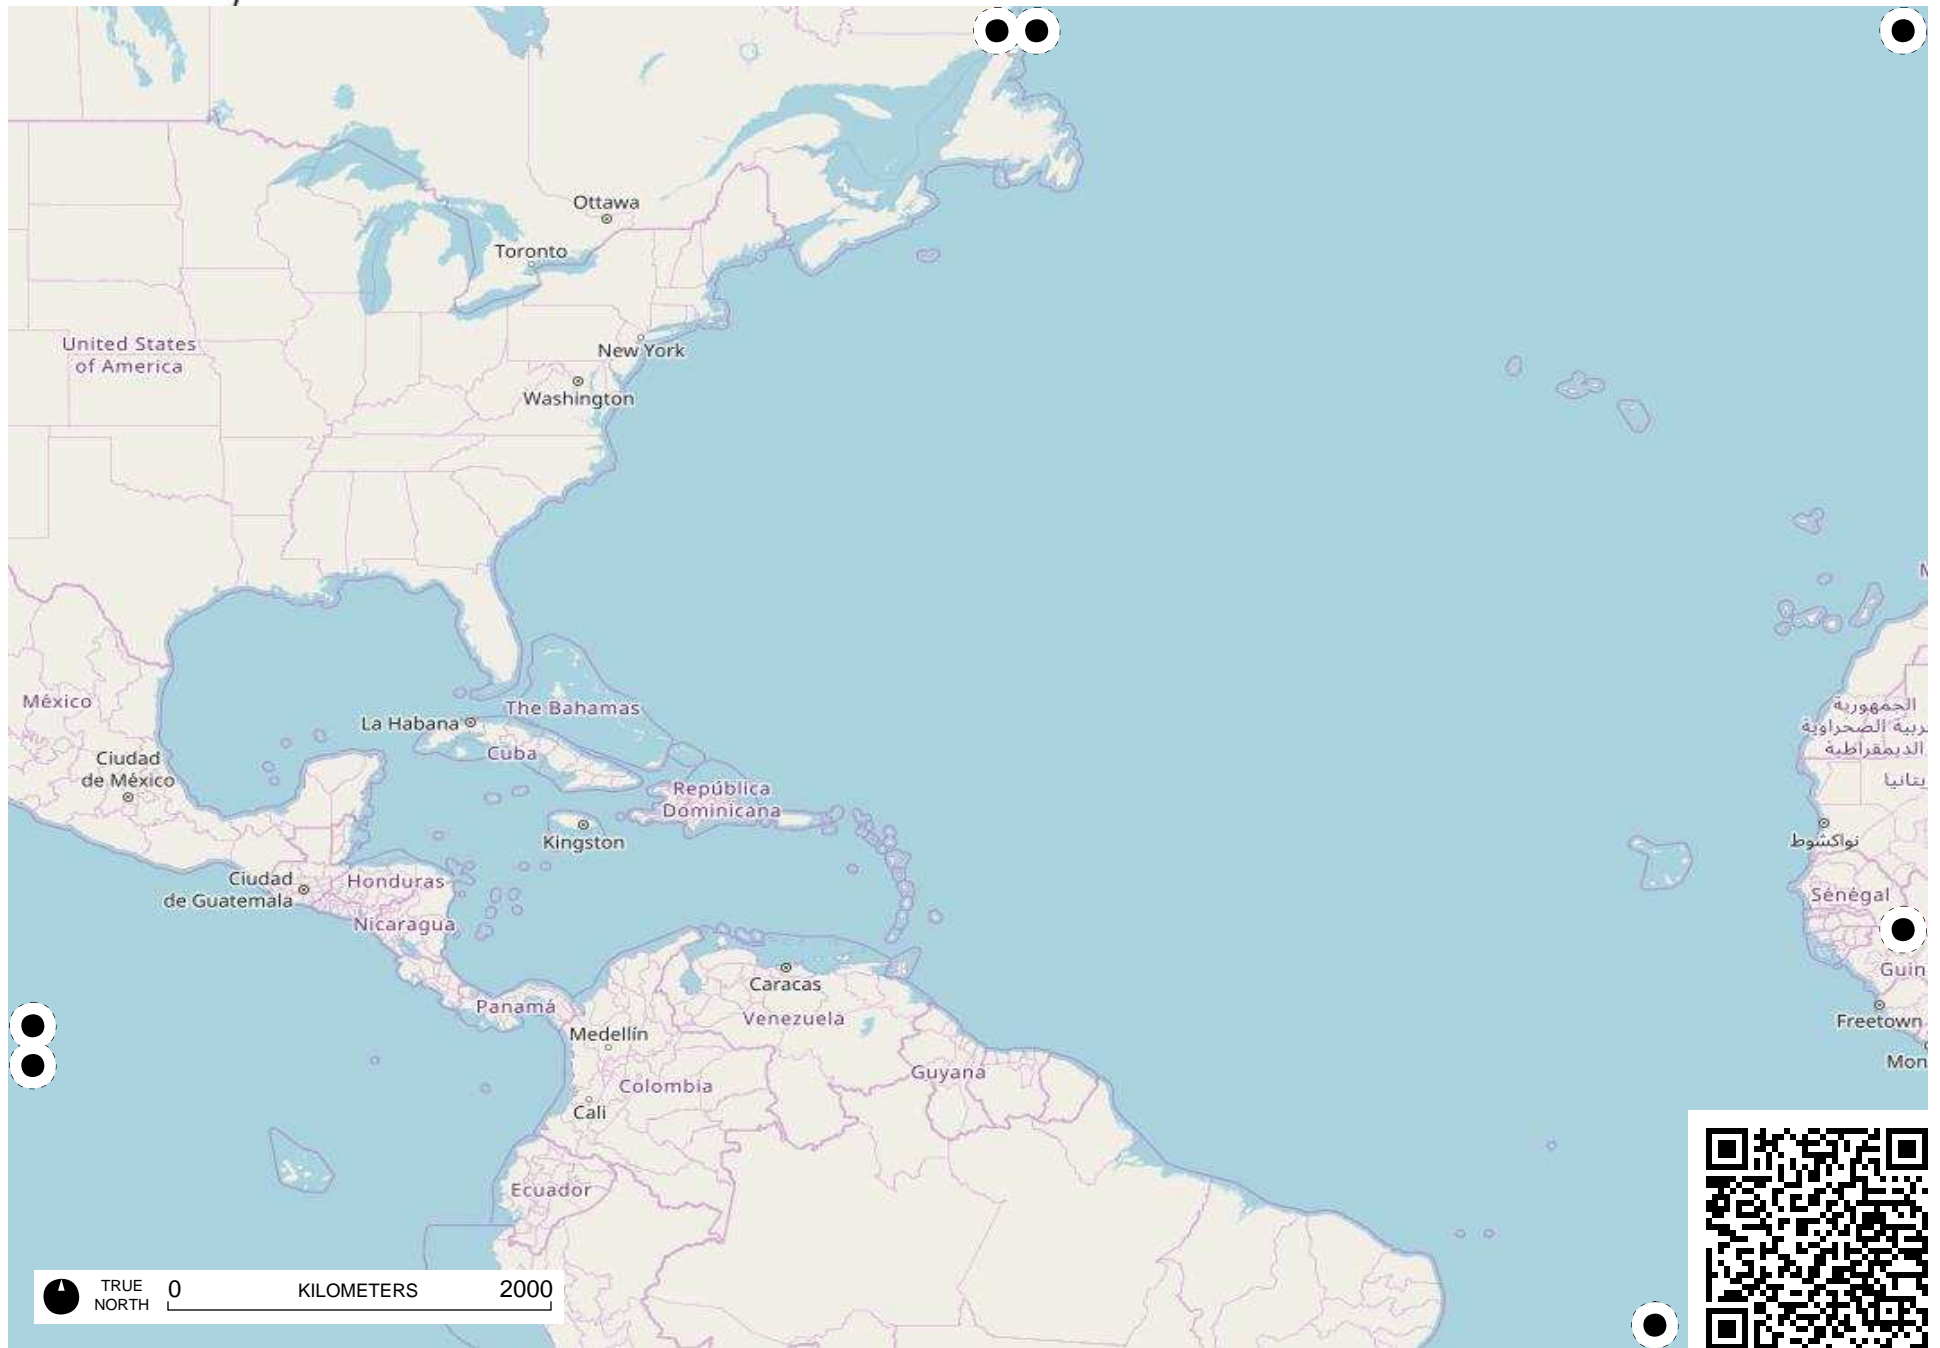 Ottawa
Toronto
United States
of America
New York
Washington
México
La Habana
The Bahamas
Cuba
Ciudad
de México
República
Dominicana
Kingston
Ciudad
de Guatemala
Honduras
Nicaragua
نواكشوط
Sénégal
Caracas
Guin
Panamá
Venezuela
Freetown
Medellín
Mon
Colombia
Guyana
Cali
Ecuador
TRUE
NORTH
0 KILOMETERS 2000